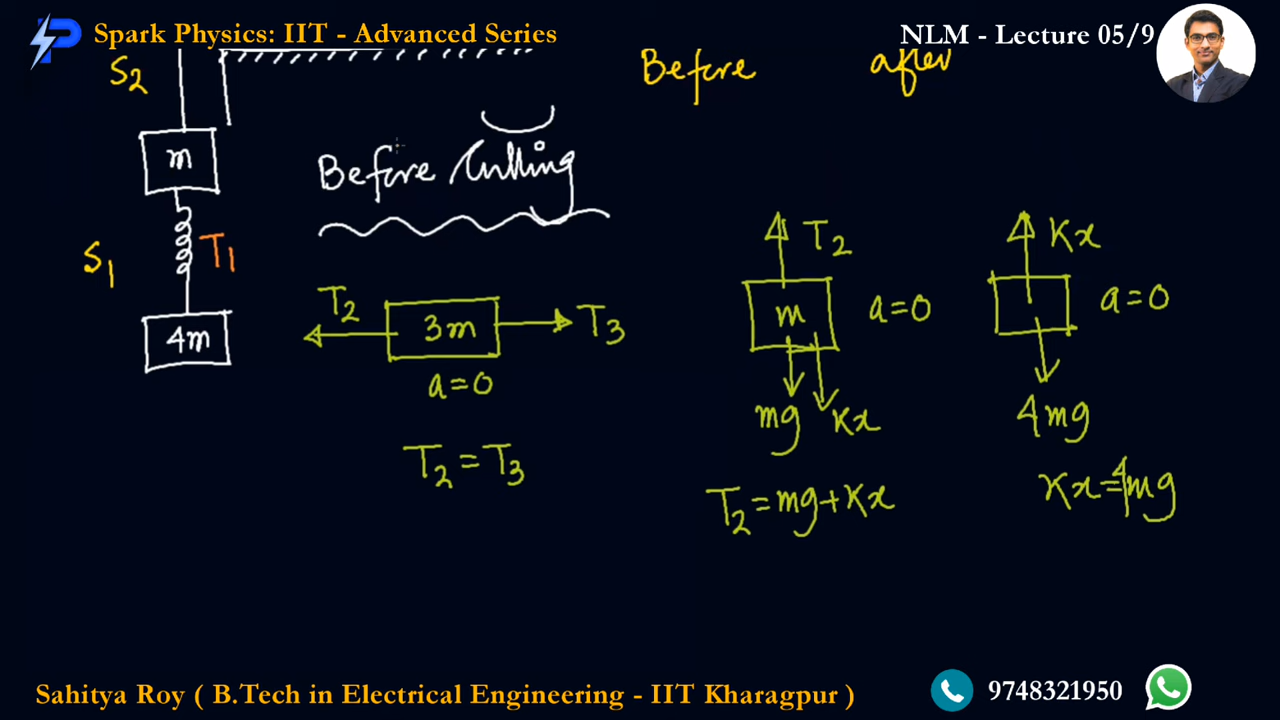 Spark Physics: IIT - Advanced Series
NLM - Lecture 05/9
S2
Before
after
m
Before Cutting
S1
T1
T2
3m
T3
a=0
4m
T2 = T3
T2
m
a=0
mg
Kx
T2 = mg + Kx
Kx
a=0
4mg
Kx = 4mg
Sahitya Roy ( B.Tech in Electrical Engineering - IIT Kharagpur )
9748321950